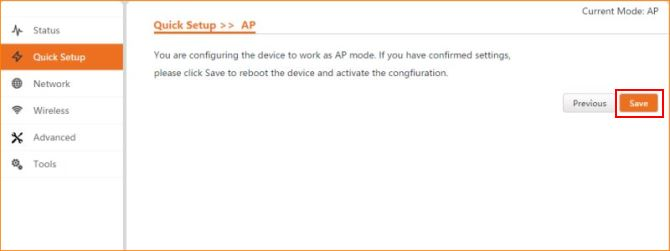 Current Mode: AP
Quick Setup >> AP
Status
Quick Setup
Network
Wireless
Advanced
Tools
You are configuring the device to work as AP mode. If you have confirmed settings,
please click Save to reboot the device and activate the congfiuration.
Previous
Save